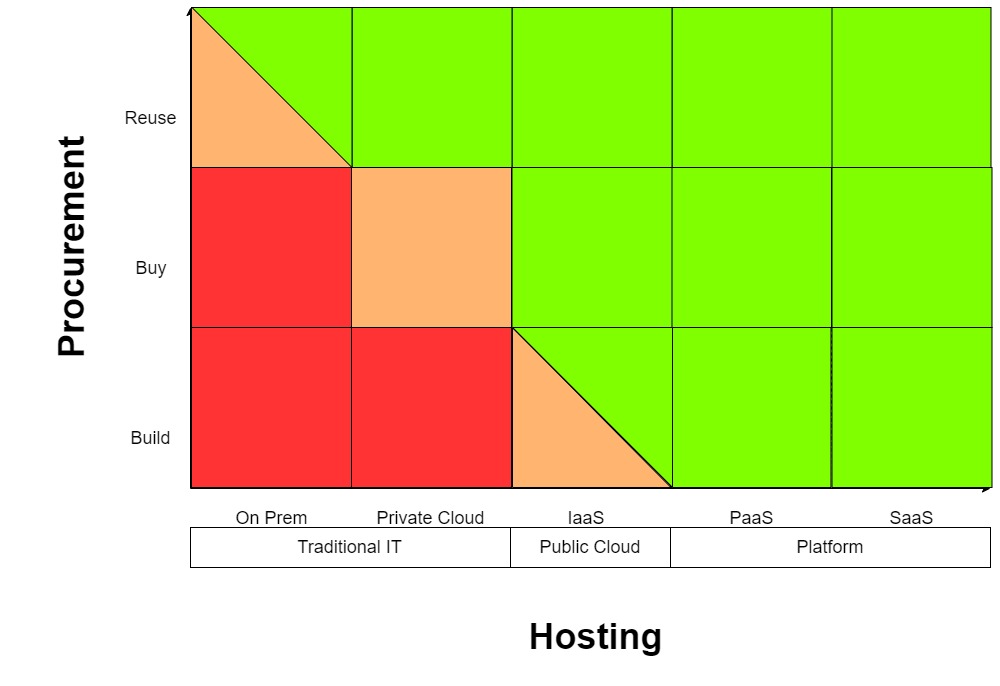 Procurement
Reuse
Buy
Build
On Prem Private Cloud IaaS PaaS SaaS
Traditional IT Public Cloud Platform
Hosting